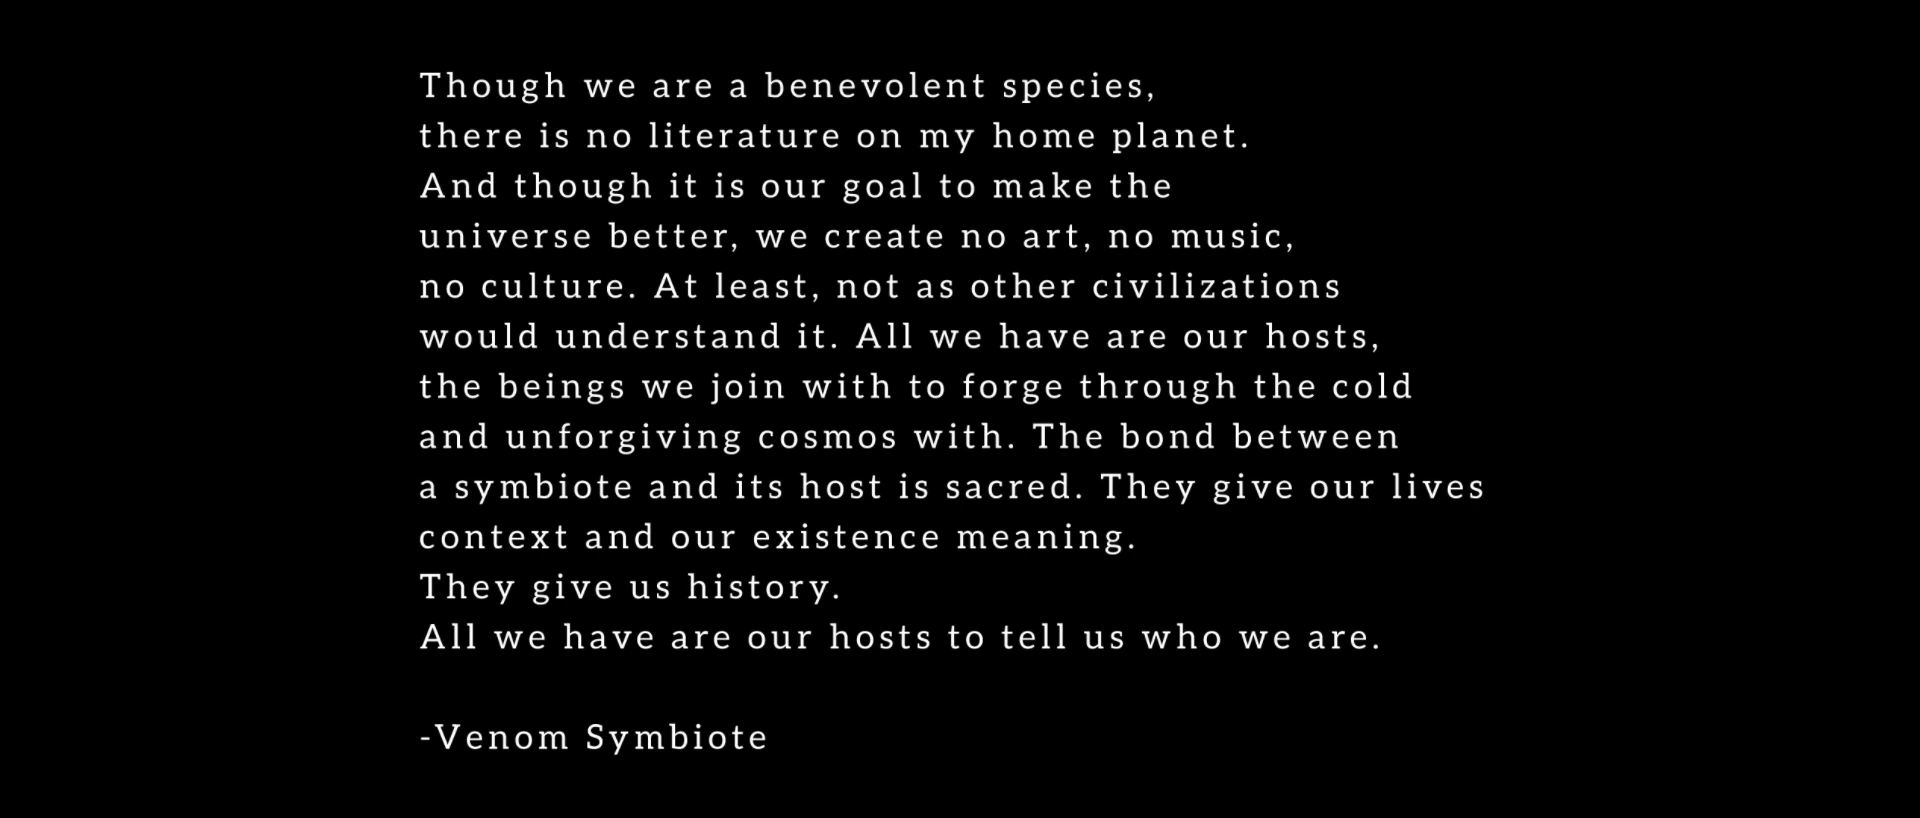 Though we are a benevolent species,
there is no literature on my home planet.
And though it is our goal to make the
universe better, we create no art, no music,
no culture. At least, not as other civilizations
would understand it. All we have are our hosts,
the beings we join with to forge through the cold
and unforgiving cosmos with. The bond between
a symbiote and its host is sacred. They give our lives
context and our existence meaning.
They give us history.
All we have are our hosts to tell us who we are.
-Venom Symbiote